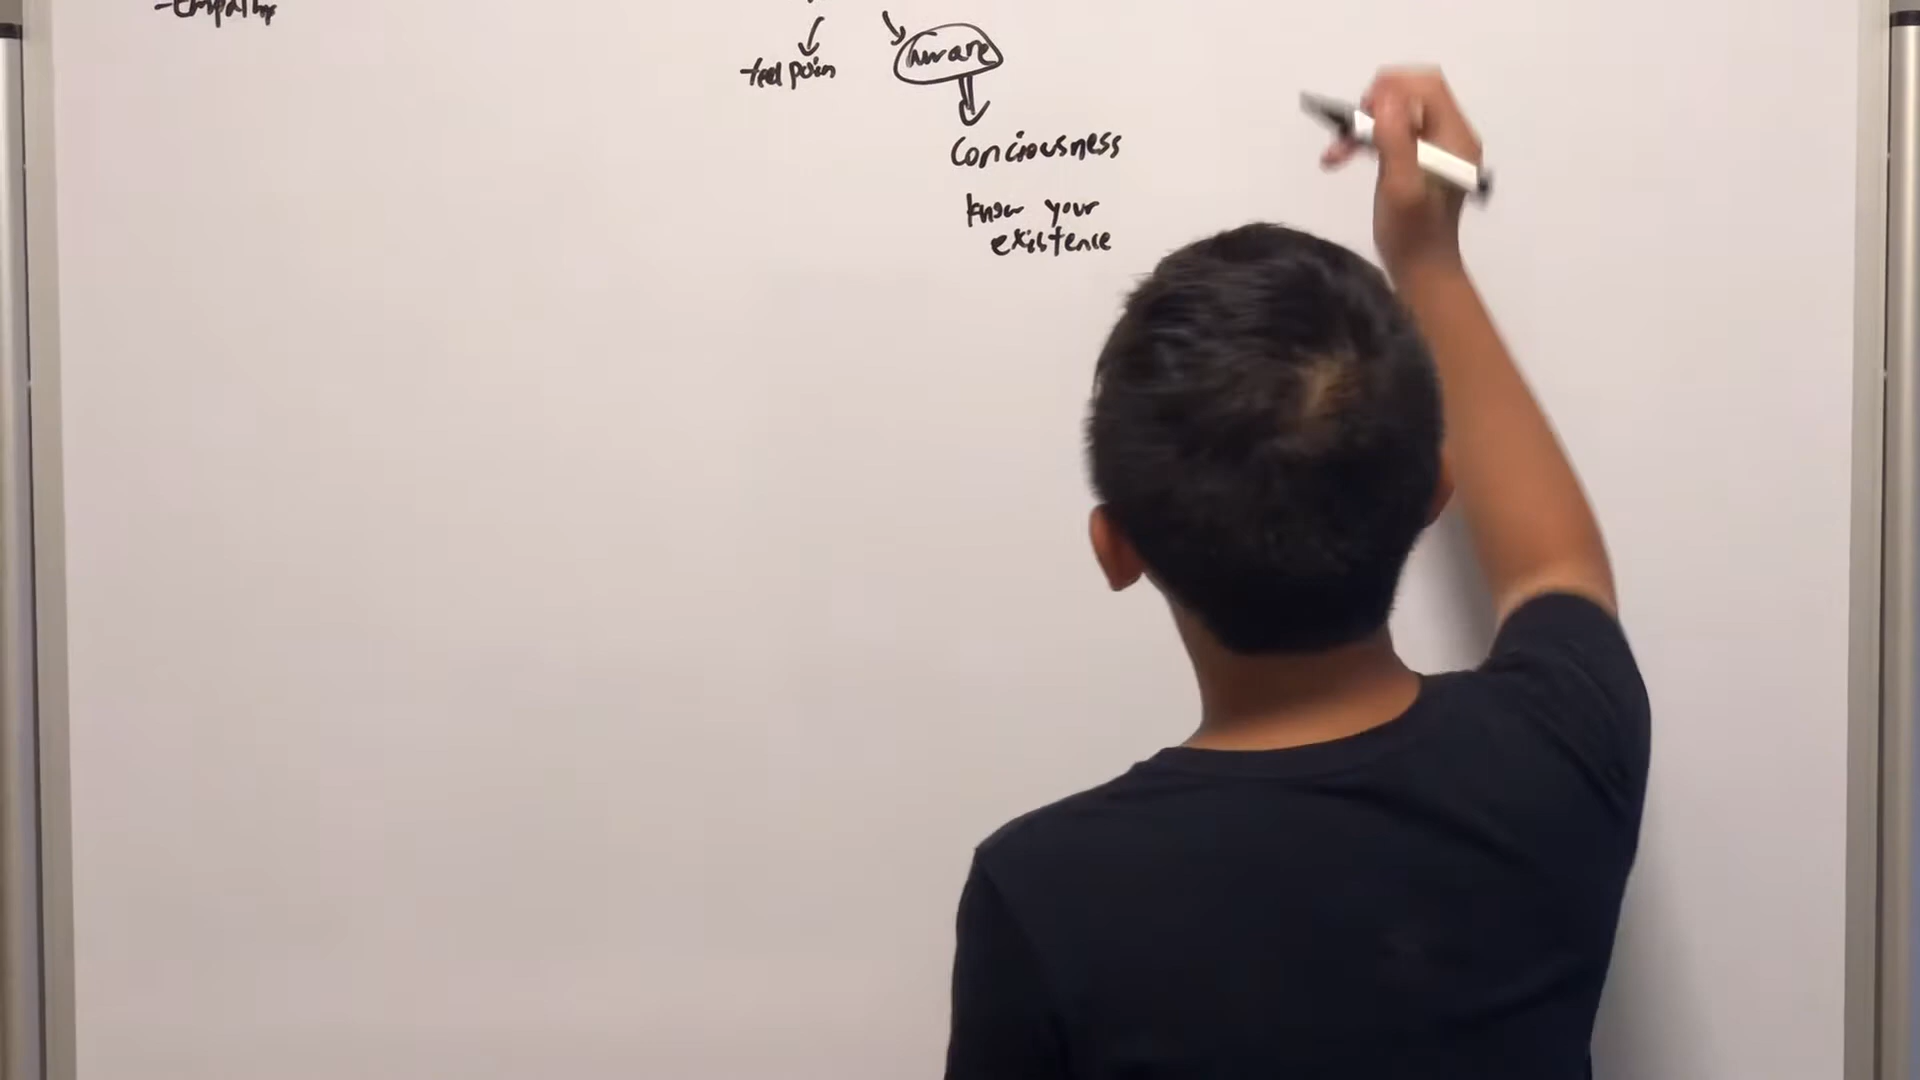 -empathy
feel pain
Aware
Conciousness
know your
existence